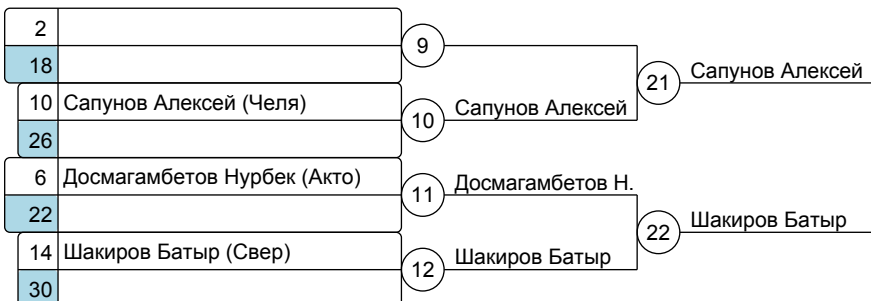 2
9
18
21 Сапунов Алексей
10 Сапунов Алексей (Челя)
10 Сапунов Алексей
26
6 Досмагамбетов Нурбек (Акто)
11 Досмагамбетов Н.
22
22 Шакиров Батыр
14 Шакиров Батыр (Свер)
12 Шакиров Батыр
30